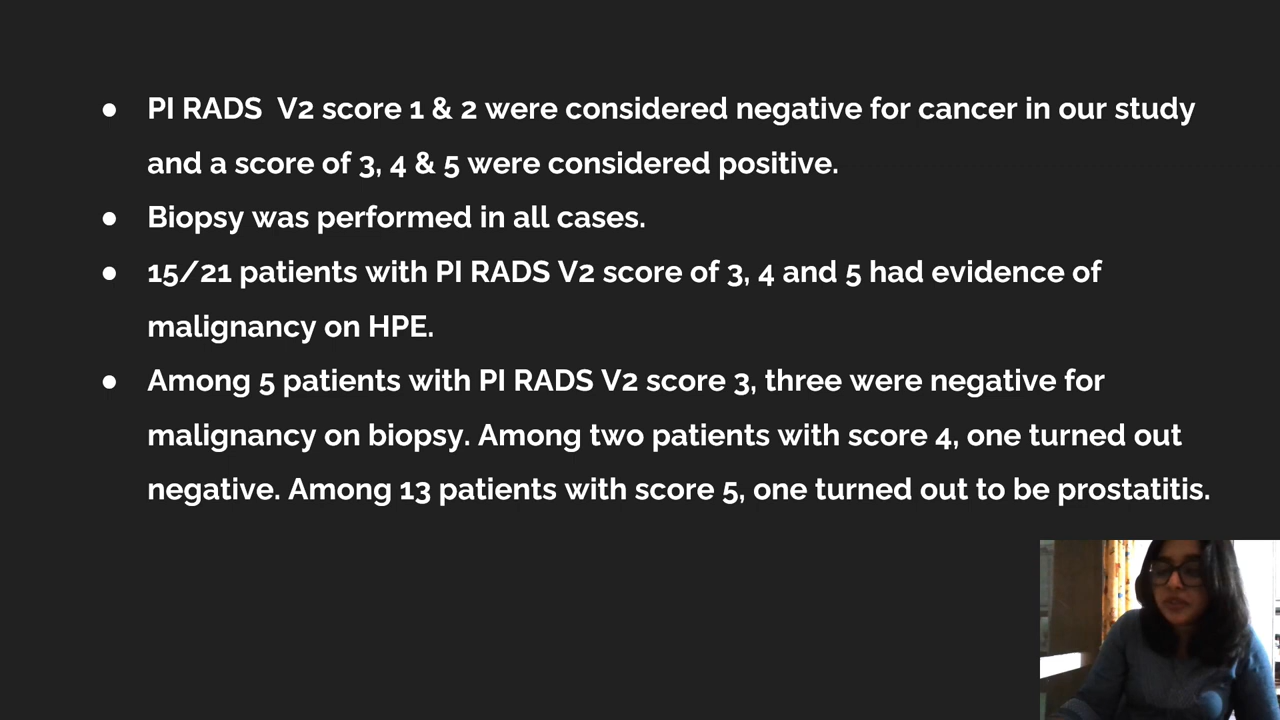 ● PI RADS  V2 score 1 & 2 were considered negative for cancer in our study
and a score of 3, 4 & 5 were considered positive.
● Biopsy was performed in all cases.
● 15/21 patients with PI RADS V2 score of 3, 4 and 5 had evidence of
malignancy on HPE.
● Among 5 patients with PI RADS V2 score 3, three were negative for
malignancy on biopsy. Among two patients with score 4, one turned out
negative. Among 13 patients with score 5, one turned out to be prostatitis.